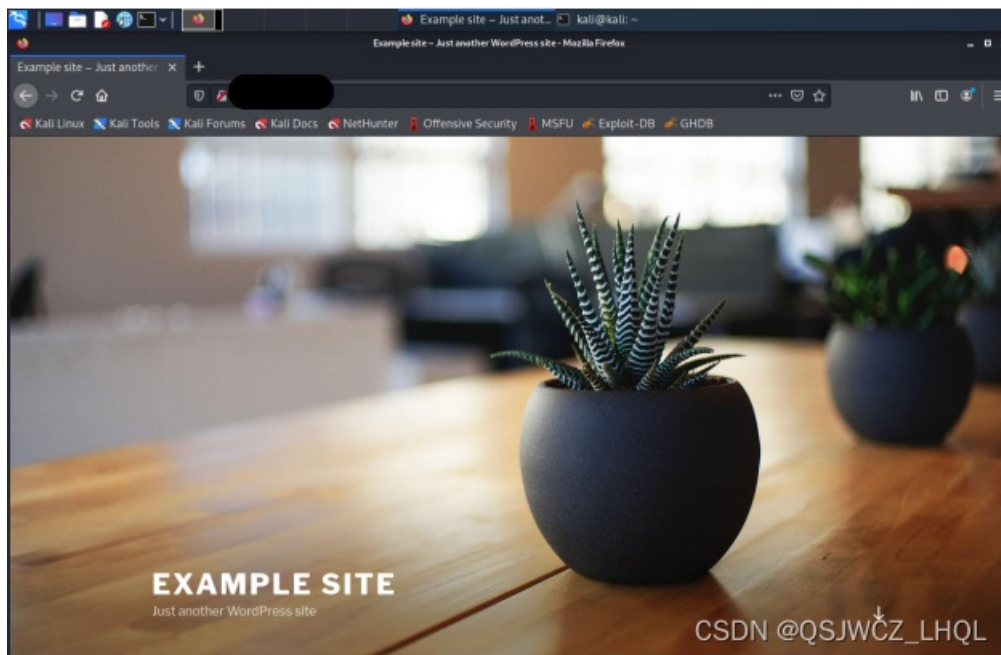 Example site – Just anot... kali@kali: ~
Example site – Just another WordPress site - Mozilla Firefox
Example site – Just another
Kali Linux Kali Tools Kali Forums Kali Docs NetHunter Offensive Security MSFU Exploit-DB GHDB
EXAMPLE SITE
Just another WordPress site
CSDN @QSJWCZ_LHQL